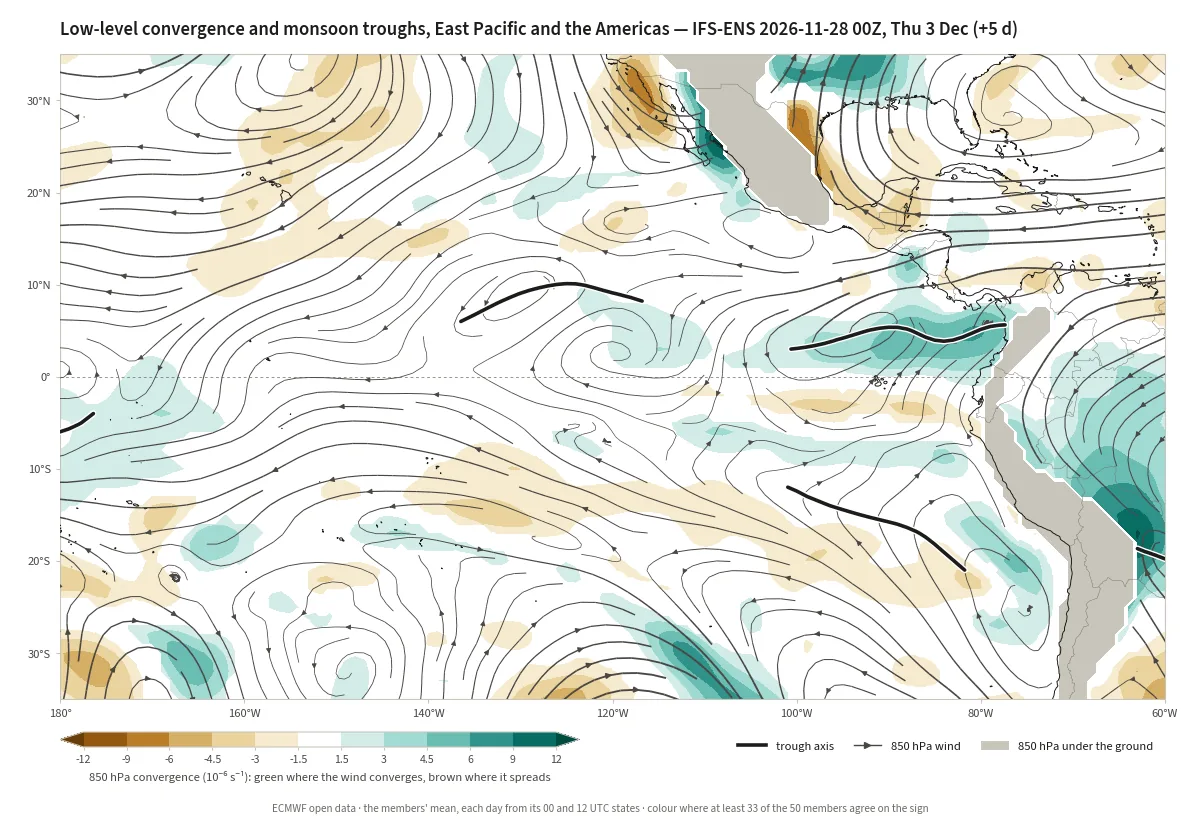 Low-level convergence and monsoon troughs, East Pacific and the Americas — IFS-ENS 2026-11-28 00Z, Thu 3 Dec (+5 d)
30°N
20°N
10°N
0°
10°S
20°S
30°S
180° 160°W 140°W 120°W 100°W 80°W 60°W
-12 -9 -6 -4.5 -3 -1.5 1.5 3 4.5 6 9 12
850 hPa convergence (10⁻⁶ s⁻¹): green where the wind converges, brown where it spreads
trough axis 850 hPa wind 850 hPa under the ground
ECMWF open data · the members' mean, each day from its 00 and 12 UTC states · colour where at least 33 of the 50 members agree on the sign